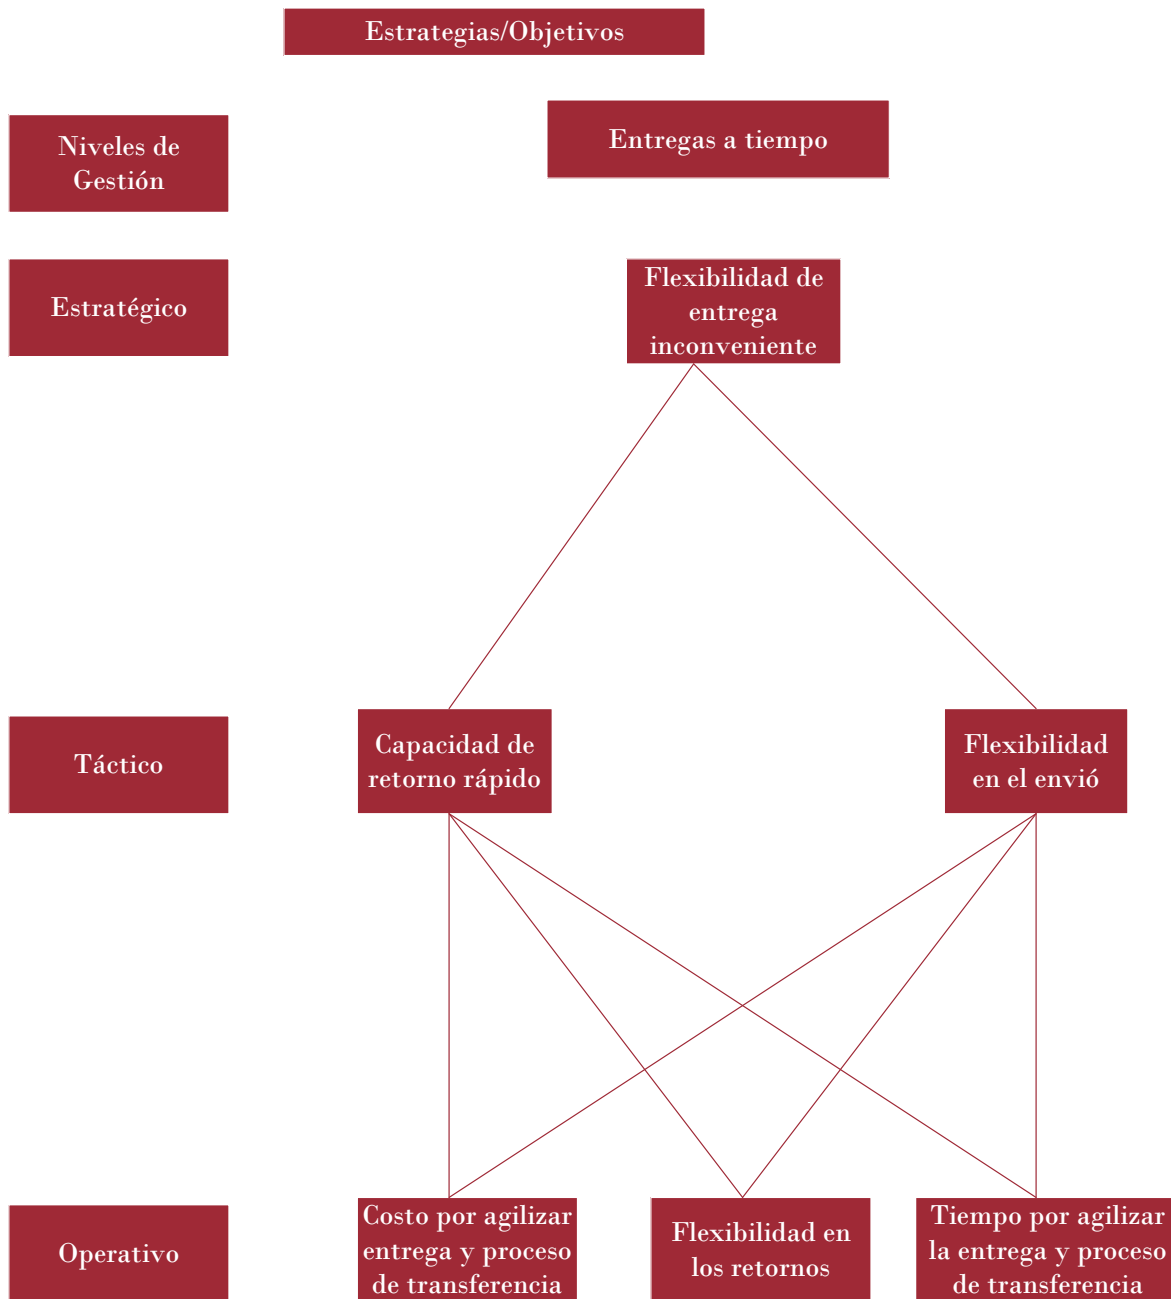 Estrategias/Objetivos
Niveles de
Gestión
Entregas a tiempo
Estratégico
Flexibilidad de
entrega
inconveniente
Táctico
Capacidad de
retorno rápido
Flexibilidad
en el envió
Operativo
Costo por agilizar
entrega y proceso
de transferencia
Flexibilidad en
los retornos
Tiempo por agilizar
la entrega y proceso
de transferencia